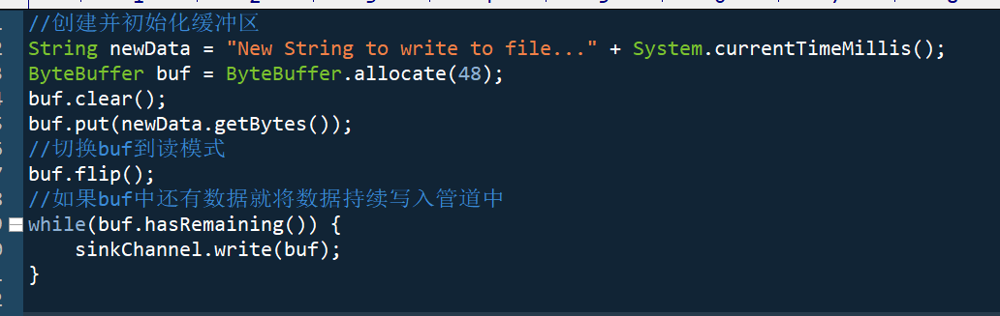 //创建并初始化缓冲区
String newData = "New String to write to file..." + System.currentTimeMillis();
ByteBuffer buf = ByteBuffer.allocate(48);
buf.clear();
buf.put(newData.getBytes());
//切换buf到读模式
buf.flip();
//如果buf中还有数据就将数据持续写入管道中
while(buf.hasRemaining()) {
    sinkChannel.write(buf);
}